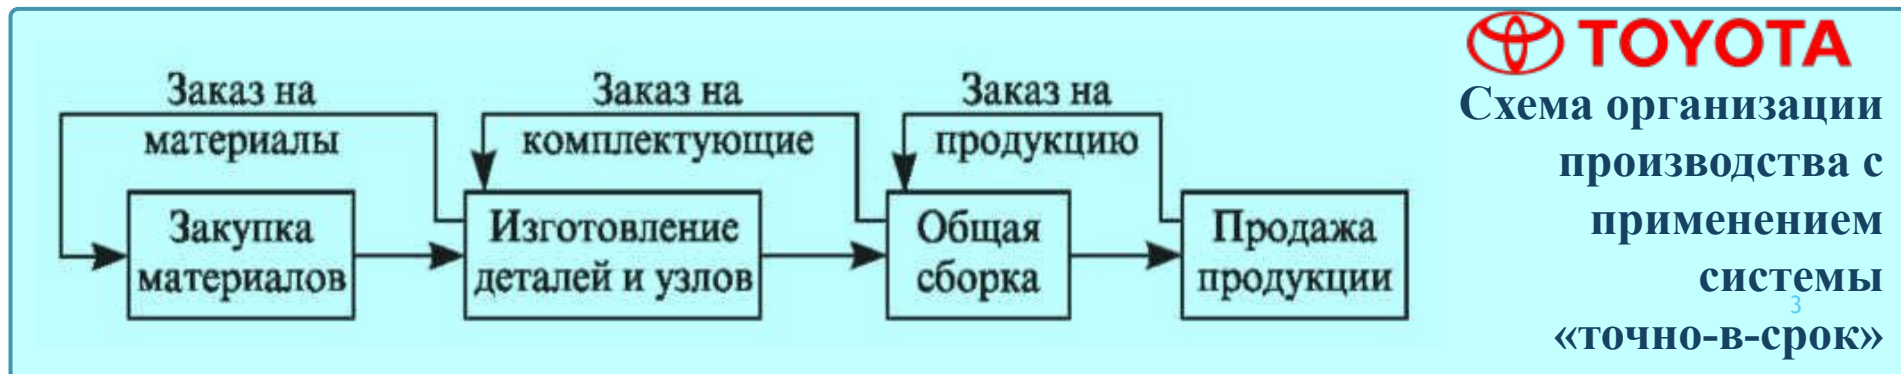 Заказ на
материалы
Заказ на
комплектующие
Заказ на
продукцию
Закупка
материалов
Изготовление
деталей и узлов
Общая
сборка
Продажа
продукции
TOYOTA
Схема организации
производства с
применением
системы
3
«точно-в-срок»